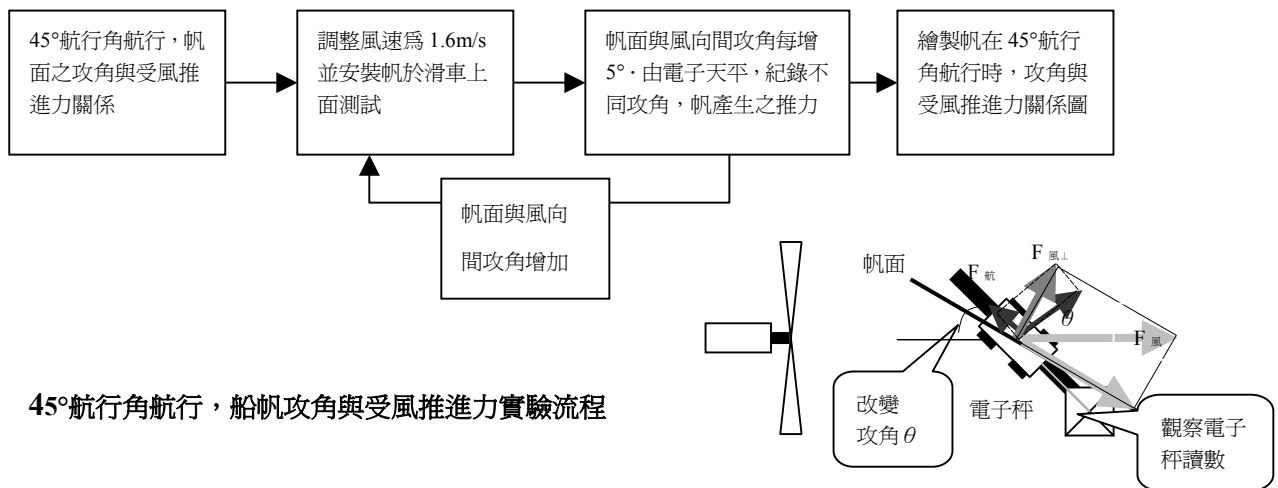 45°航行角航行，帆
面之攻角與受風推
進力關係
調整風速為 1.6m/s
並安裝帆於滑車上
面測試
帆面與風向間攻角每增
5°‧由電子天平，紀錄不
同攻角，帆產生之推力
繪製帆在 45°航行
角航行時，攻角與
受風推進力關係圖
帆面與風向
間攻角增加
帆面
F 航
F 風⊥
θ
F 風
改變
攻角θ
電子秤
觀察電子
秤讀數
45°航行角航行，船帆攻角與受風推進力實驗流程